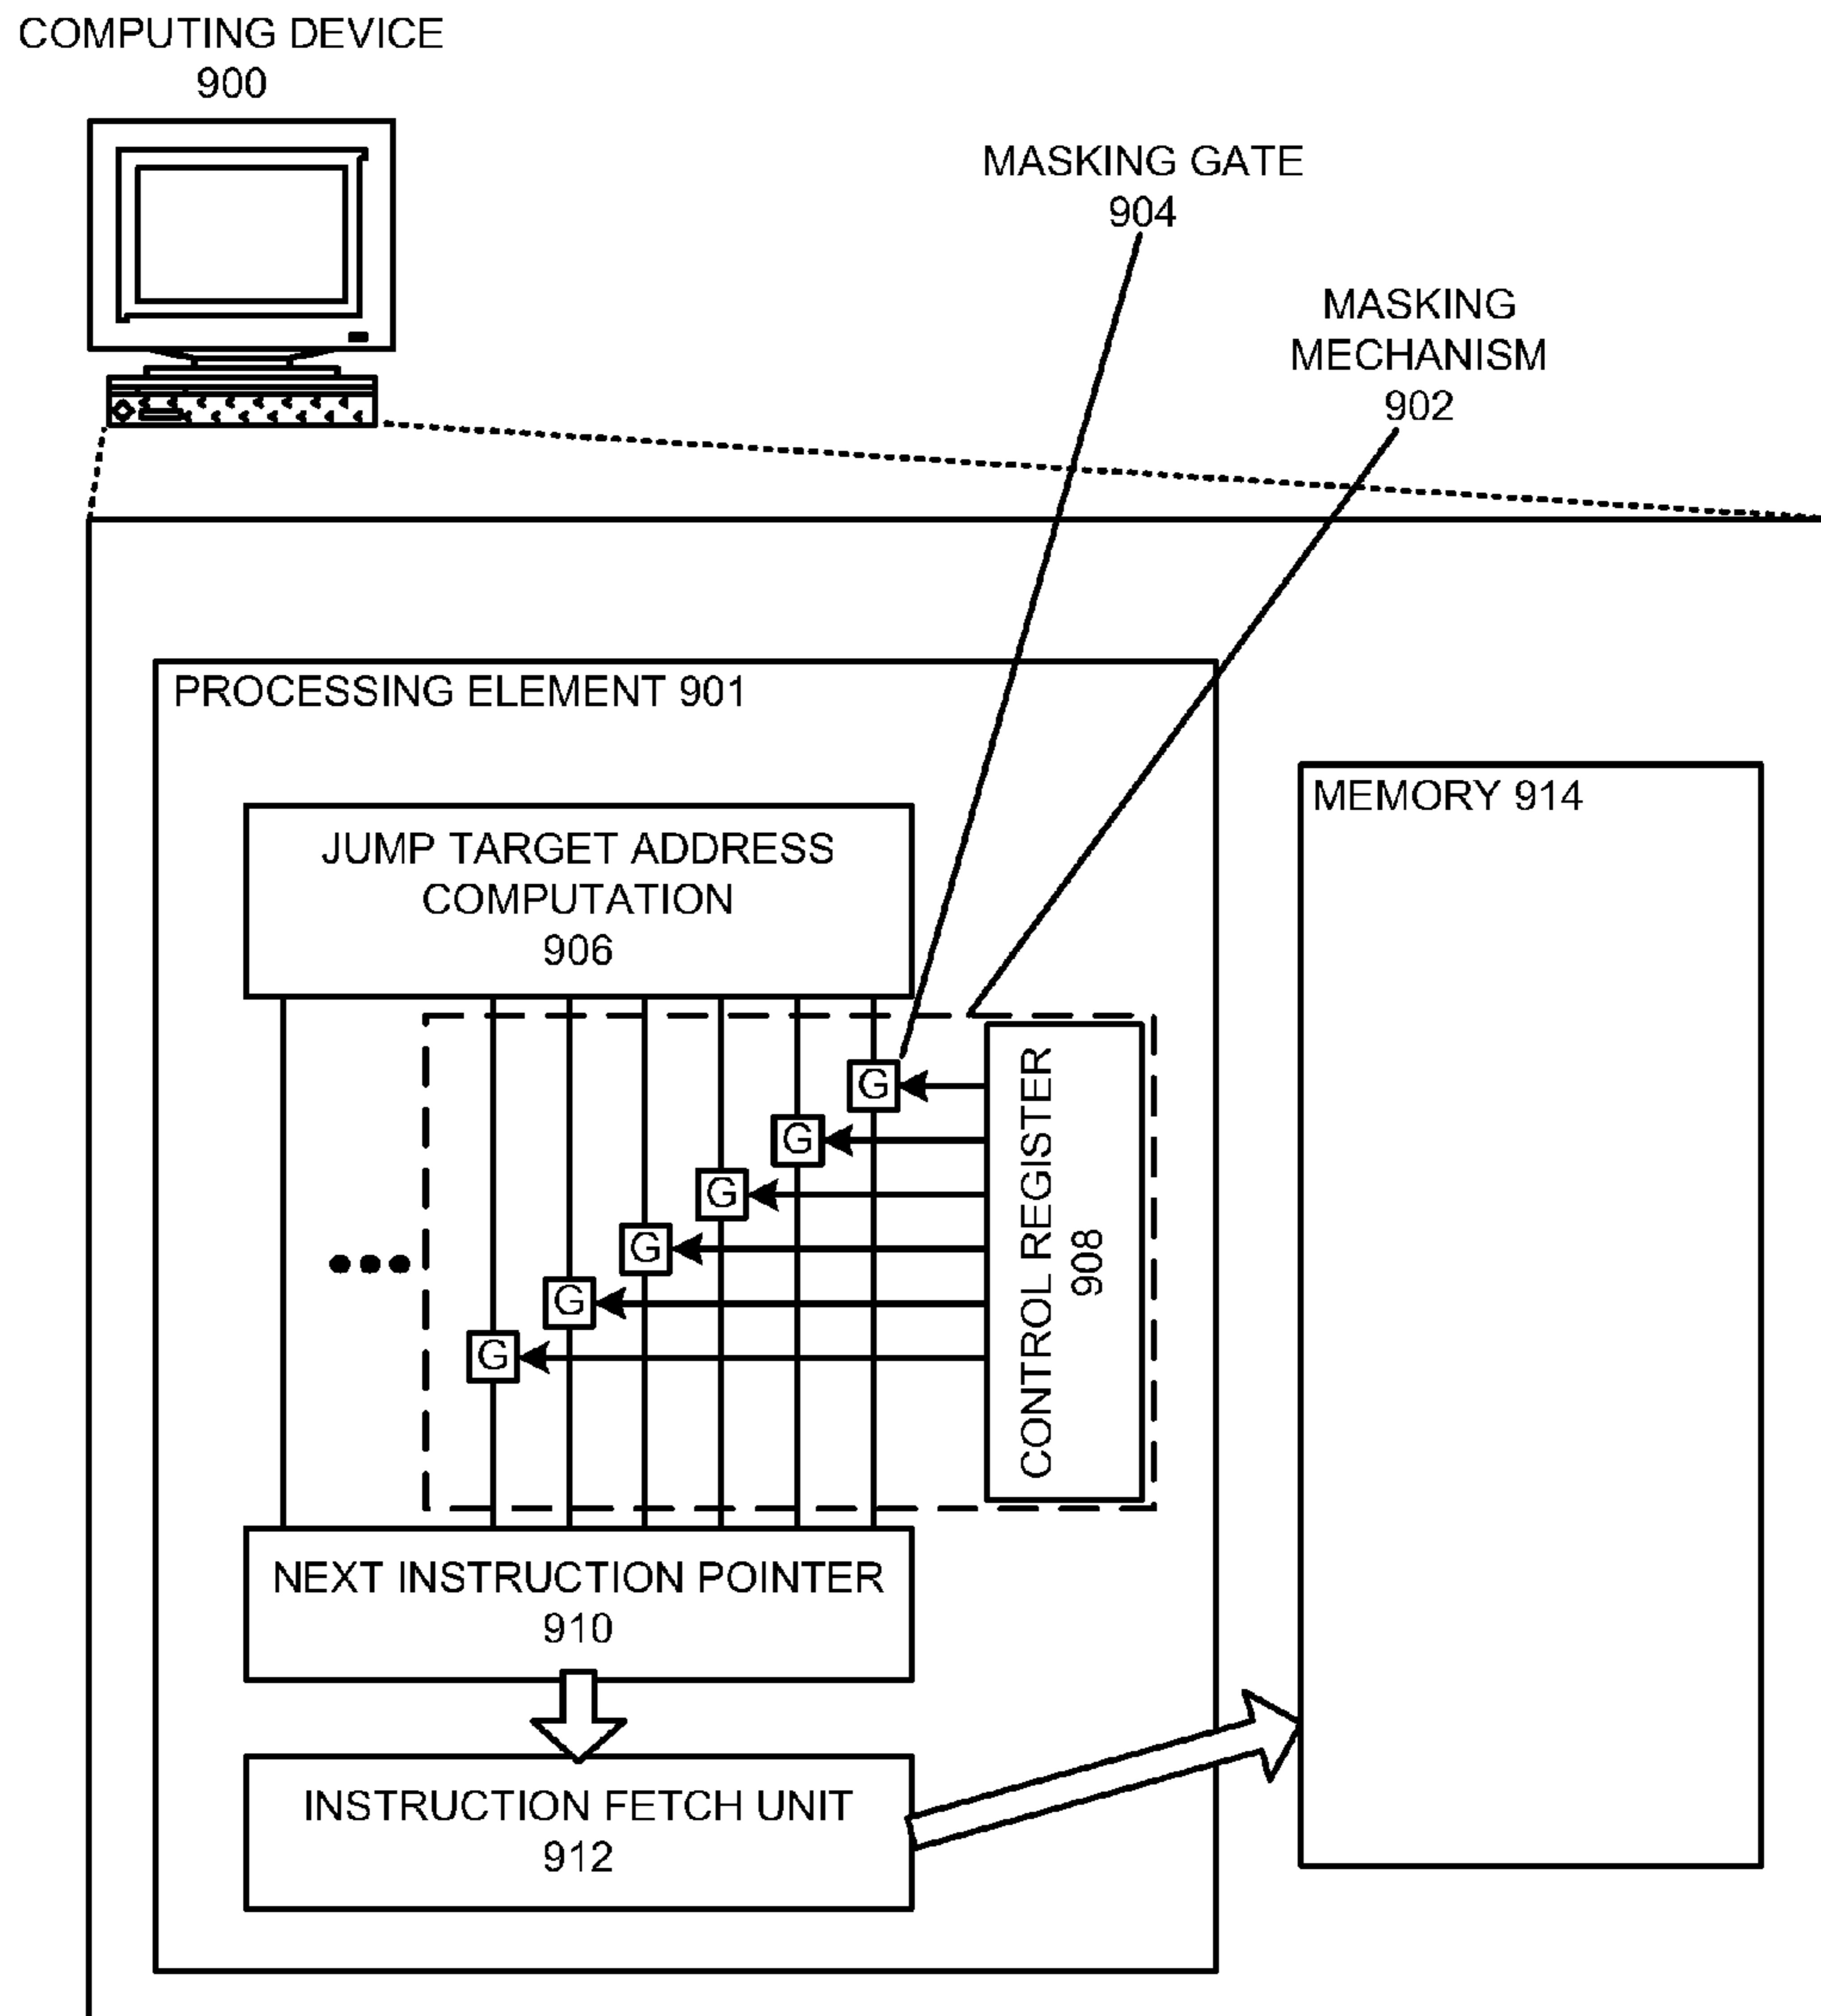 COMPUTING DEVICE
900
MASKING GATE
904
MASKING
MECHANISM
902
PROCESSING ELEMENT 901
MEMORY 914
JUMP TARGET ADDRESS
COMPUTATION
906
G
G
G
G
G
G
CONTROL REGISTER
908
NEXT INSTRUCTION POINTER
910
INSTRUCTION FETCH UNIT
912